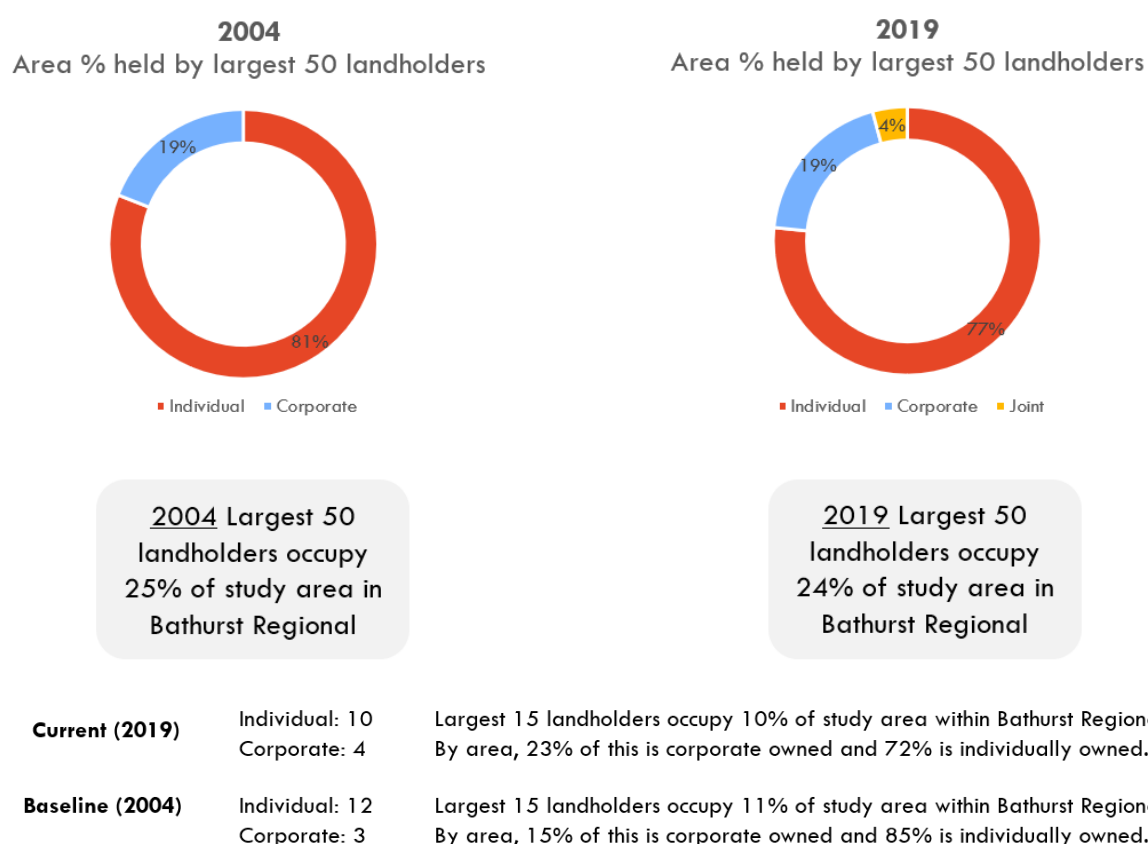 2004
Area % held by largest 50 landholders
19%
81%
Individual
Corporate
2019
Area % held by largest 50 landholders
4%
19%
77%
Individual
Corporate
Joint
2004 Largest 50
landholders occupy
25% of study area in
Bathurst Regional
2019 Largest 50
landholders occupy
24% of study area in
Bathurst Regional
Current (2019)
Individual: 10
Corporate: 4
Largest 15 landholders occupy 10% of study area within Bathurst Regiona
By area, 23% of this is corporate owned and 72% is individually owned.
Baseline (2004)
Individual: 12
Corporate: 3
Largest 15 landholders occupy 11% of study area within Bathurst Regiona
By area, 15% of this is corporate owned and 85% is individually owned.